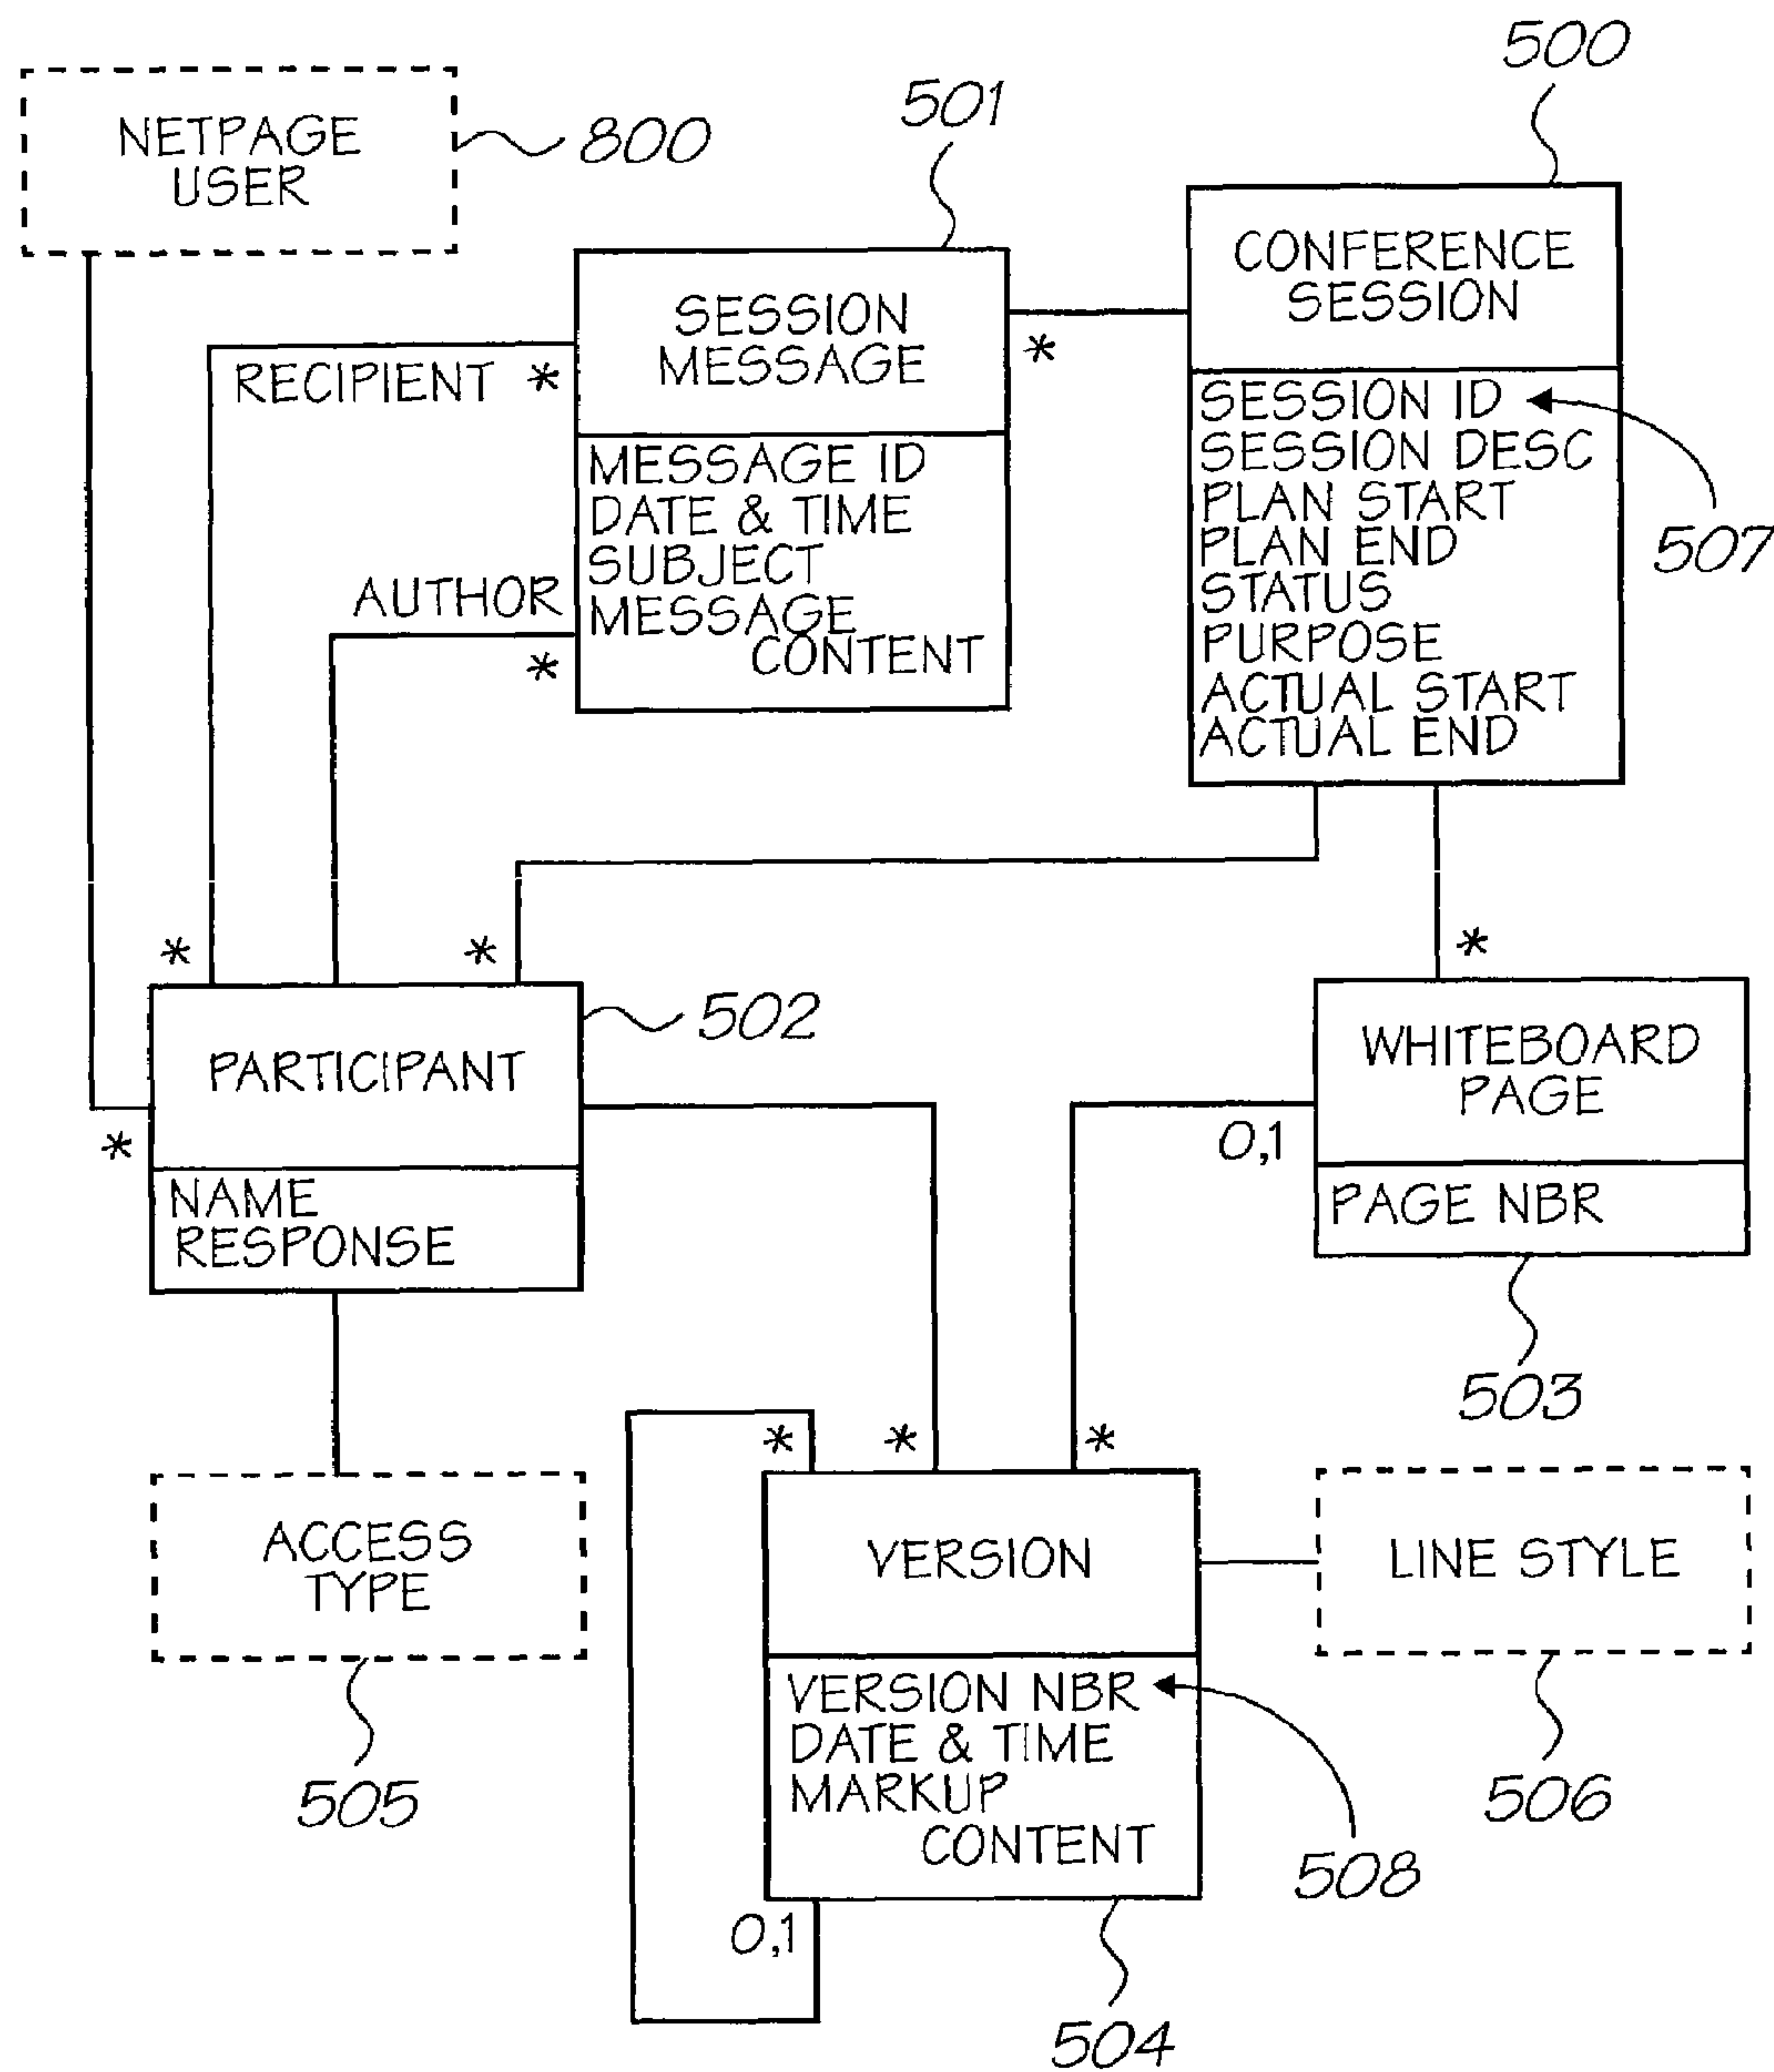 500
501
NETPAGE
USER
800
CONFERENCE
SESSION
SESSION
MESSAGE
*
RECIPIENT *
SESSION ID
SESSION DESC
PLAN START
PLAN END
STATUS
PURPOSE
ACTUAL START
ACTUAL END
507
MESSAGE ID
DATE & TIME
SUBJECT
MESSAGE
CONTENT
AUTHOR
*
*
*
*
502
PARTICIPANT
WHITEBOARD
PAGE
*
0,1
NAME
RESPONSE
PAGE NBR
503
*
*
*
ACCESS
TYPE
VERSION
LINE STYLE
VERSION NBR
DATE & TIME
MARKUP
CONTENT
505
506
508
0,1
504